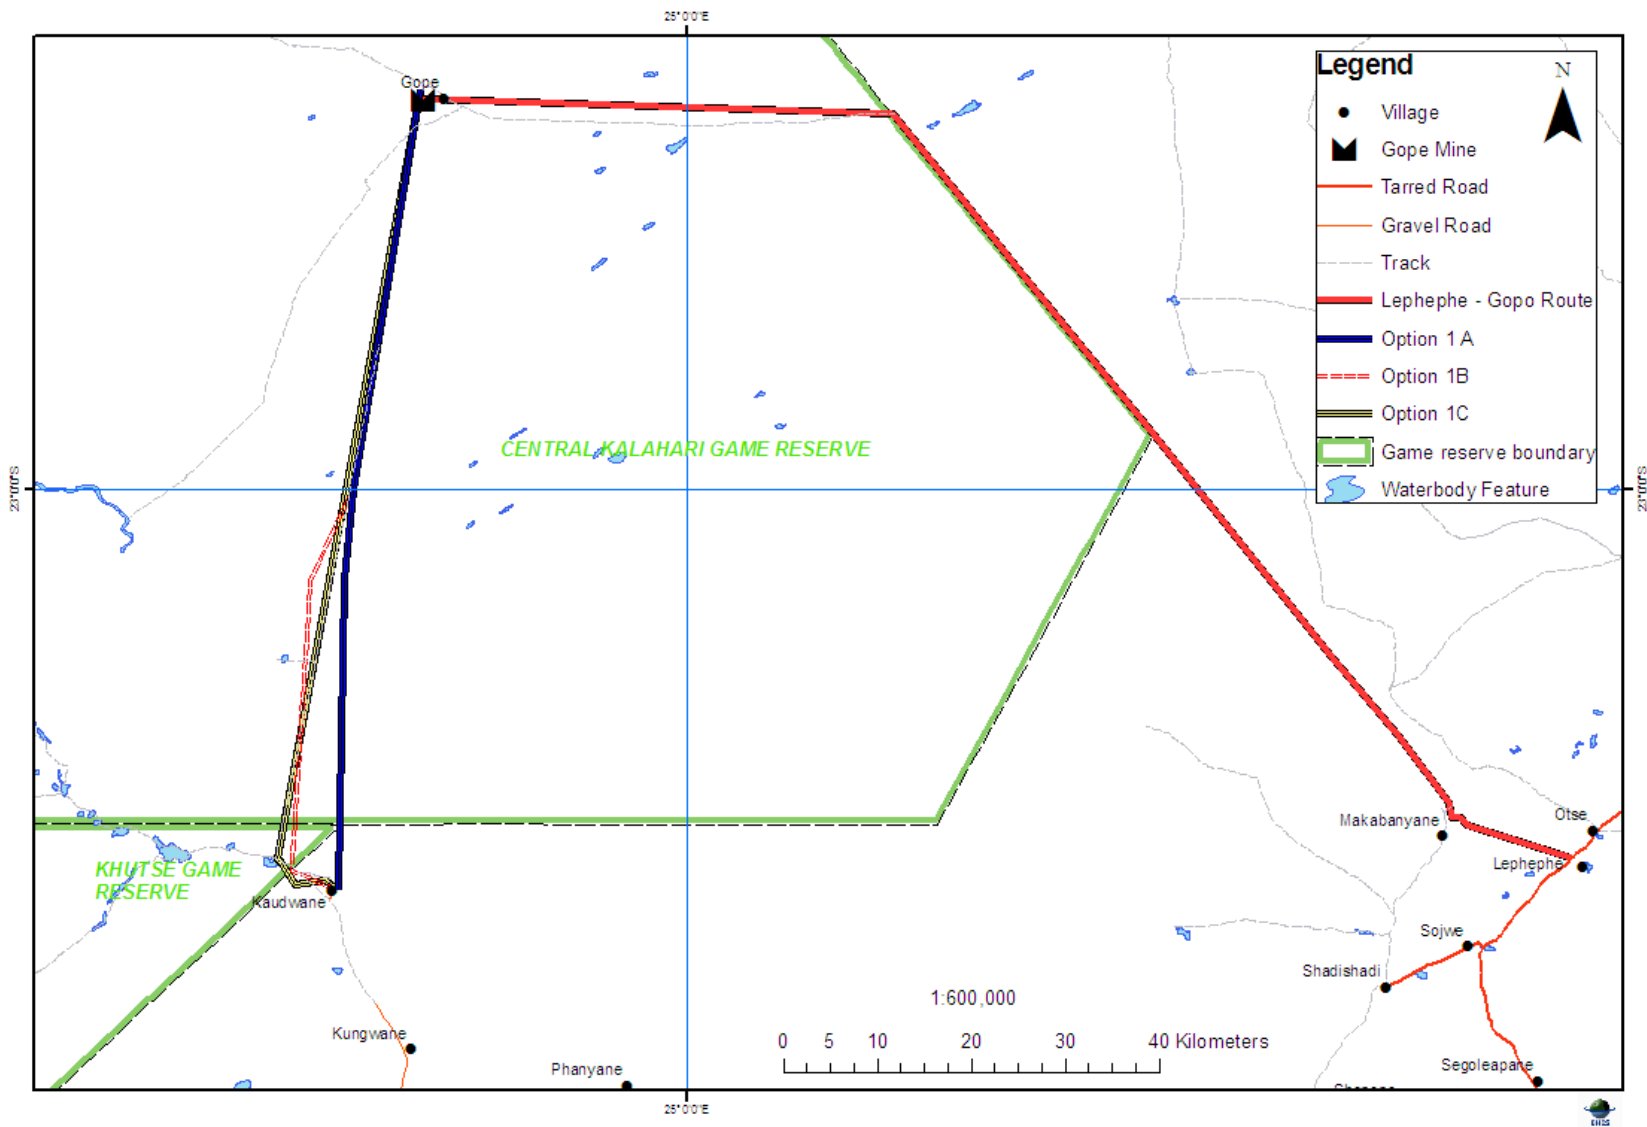 25°0'0"E
Legend
N
Village
Gope Mine
Tarred Road
Gravel Road
Track
Lephephe - Gopo Route
Option 1 A
Option 1B
Option 1C
Game reserve boundary
Waterbody Feature
Gope
CENTRAL KALAHARI GAME RESERVE
23°0'0"S
23°0'0"S
KHUTSE GAME
RESERVE
Kaudwane
Makabanyane
Otse
Lephephe
Sojwe
Shadishadi
1:600,000
0 5 10 20 30 40 Kilometers
Kungwane
Phanyane
Segoleapane
25°0'0"E